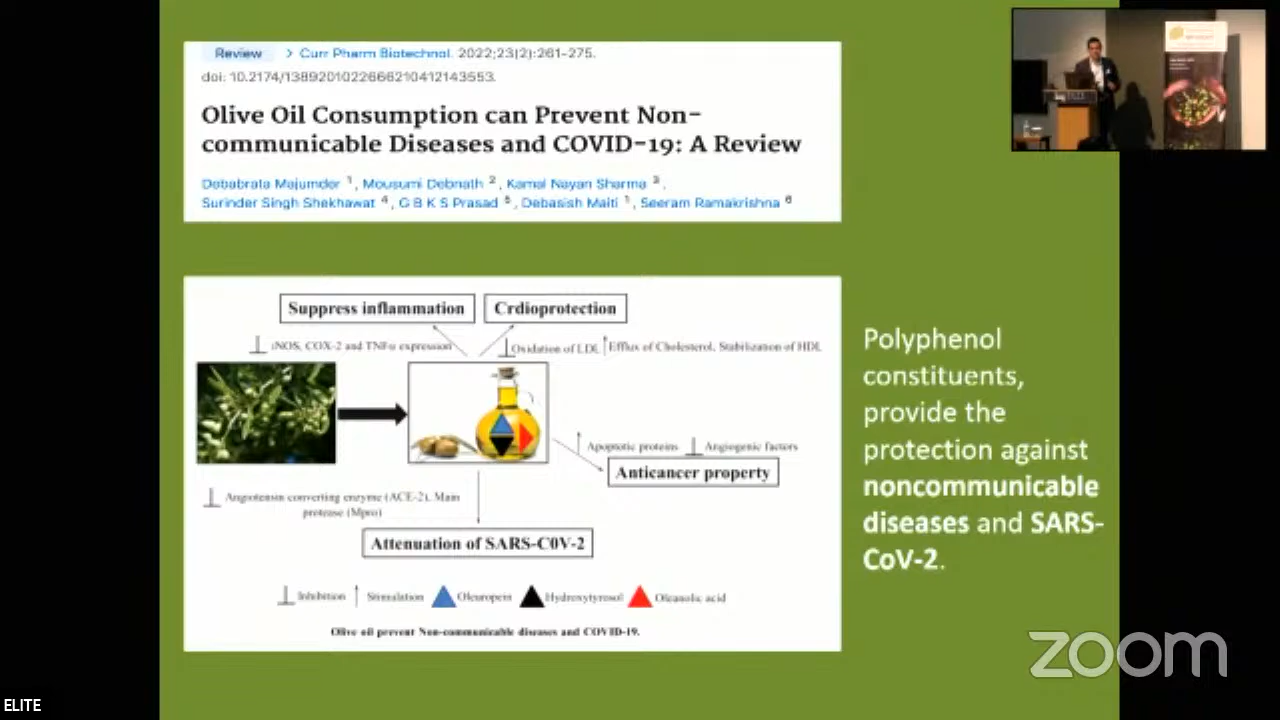 Review > Curr Pharm Biotechnol. 2022;23(2):261-275.
doi: 10.2174/1389201022666210412143553.
Olive Oil Consumption can Prevent Non-
communicable Diseases and COVID-19: A Review
Debabrata Majumder 1, Mousumi Debnath 2, Kamal Nayan Sharma 3,
Surinder Singh Shekhawat 4, G B K S Prasad 5, Debasish Maiti 1, Seeram Ramakrishna 6
Suppress inflammation
Crdioprotection
iNOS, COX-2 and TNFα expression
Oxidation of LDL
Efflux of Cholesterol, Stabilization of HDL
Apoptotic proteins
Angiogenic factors
Anticancer property
Angiotensin converting enzyme (ACE-2), Main
protease (Mpro)
Attenuation of SARS-C0V-2
Inhibition
Stimulation
Oleuropein
Hydroxytyrosol
Oleanolic acid
Olive oil prevent Non-communicable diseases and COVID-19.
Polyphenol
constituents,
provide the
protection against
noncommunicable
diseases and SARS-
CoV-2.
zoom
ELITE